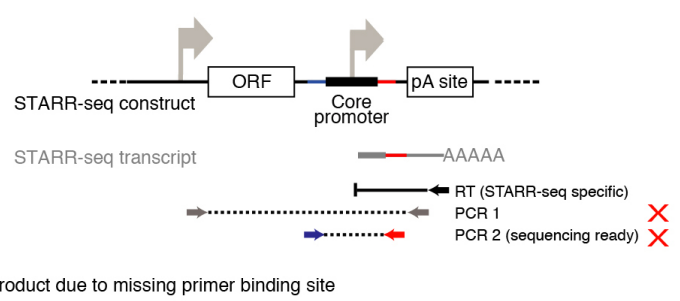 ORF
pA site
Core
promoter
STARR-seq construct
STARR-seq transcript
AAAAA
RT (STARR-seq specific)
PCR 1
PCR 2 (sequencing ready)
roduct due to missing primer binding site